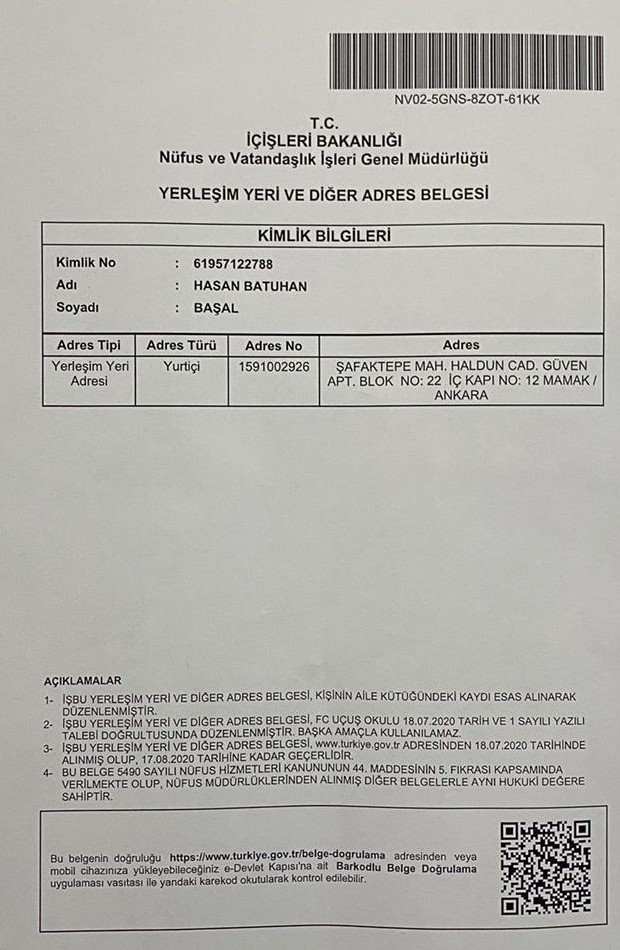 NV02-5GNS-8ZOT-61KK
T.C.
İÇİŞLERİ BAKANLIĞI
Nüfus ve Vatandaşlık İşleri Genel Müdürlüğü
YERLEŞİM YERİ VE DİĞER ADRES BELGESİ
KİMLİK BİLGİLERİ
Kimlik No : 61957122788
Adı : HASAN BATUHAN
Soyadı : BAŞAL
Adres Tipi Adres Türü Adres No Adres
Yerleşim Yeri Yurtiçi 1591002926 ŞAFAKTEPE MAH. HALDUN CAD. GÜVEN
Adresi APT. BLOK NO: 22 İÇ KAPI NO: 12 MAMAK /
ANKARA
AÇIKLAMALAR
1- İŞBU YERLEŞİM YERİ VE DİĞER ADRES BELGESİ, KİŞİNİN AİLE KÜTÜĞÜNDEKİ KAYDI ESAS ALINARAK
DÜZENLENMİŞTİR.
2- İŞBU YERLEŞİM YERİ VE DİĞER ADRES BELGESİ, FC UÇUŞ OKULU 18.07.2020 TARİH VE 1 SAYILI YAZILI
TALEBİ DOĞRULTUSUNDA DÜZENLENMİŞTİR. BAŞKA AMAÇLA KULLANILAMAZ.
3- İŞBU YERLEŞİM YERİ VE DİĞER ADRES BELGESİ, www.turkiye.gov.tr ADRESİNDEN 18.07.2020 TARİHİNDE
ALINMIŞ OLUP, 17.08.2020 TARİHİNE KADAR GEÇERLİDİR.
4- BU BELGE 5490 SAYILI NÜFUS HİZMETLERİ KANUNUNUN 44. MADDESİNİN 5. FIKRASI KAPSAMINDA
VERİLMEKTE OLUP, NÜFUS MÜDÜRLÜKLERİNDEN ALINMIŞ DİĞER BELGELERLE AYNI HUKUKİ DEĞERE
SAHİPTİR.
Bu belgenin doğruluğu https://www.turkiye.gov.tr/belge-dogrulama adresinden veya
mobil cihazınıza yükleyebileceğiniz e-Devlet Kapısı'na ait Barkodlu Belge Doğrulama
uygulaması vasıtası ile yandaki karekod okutularak kontrol edilebilir.